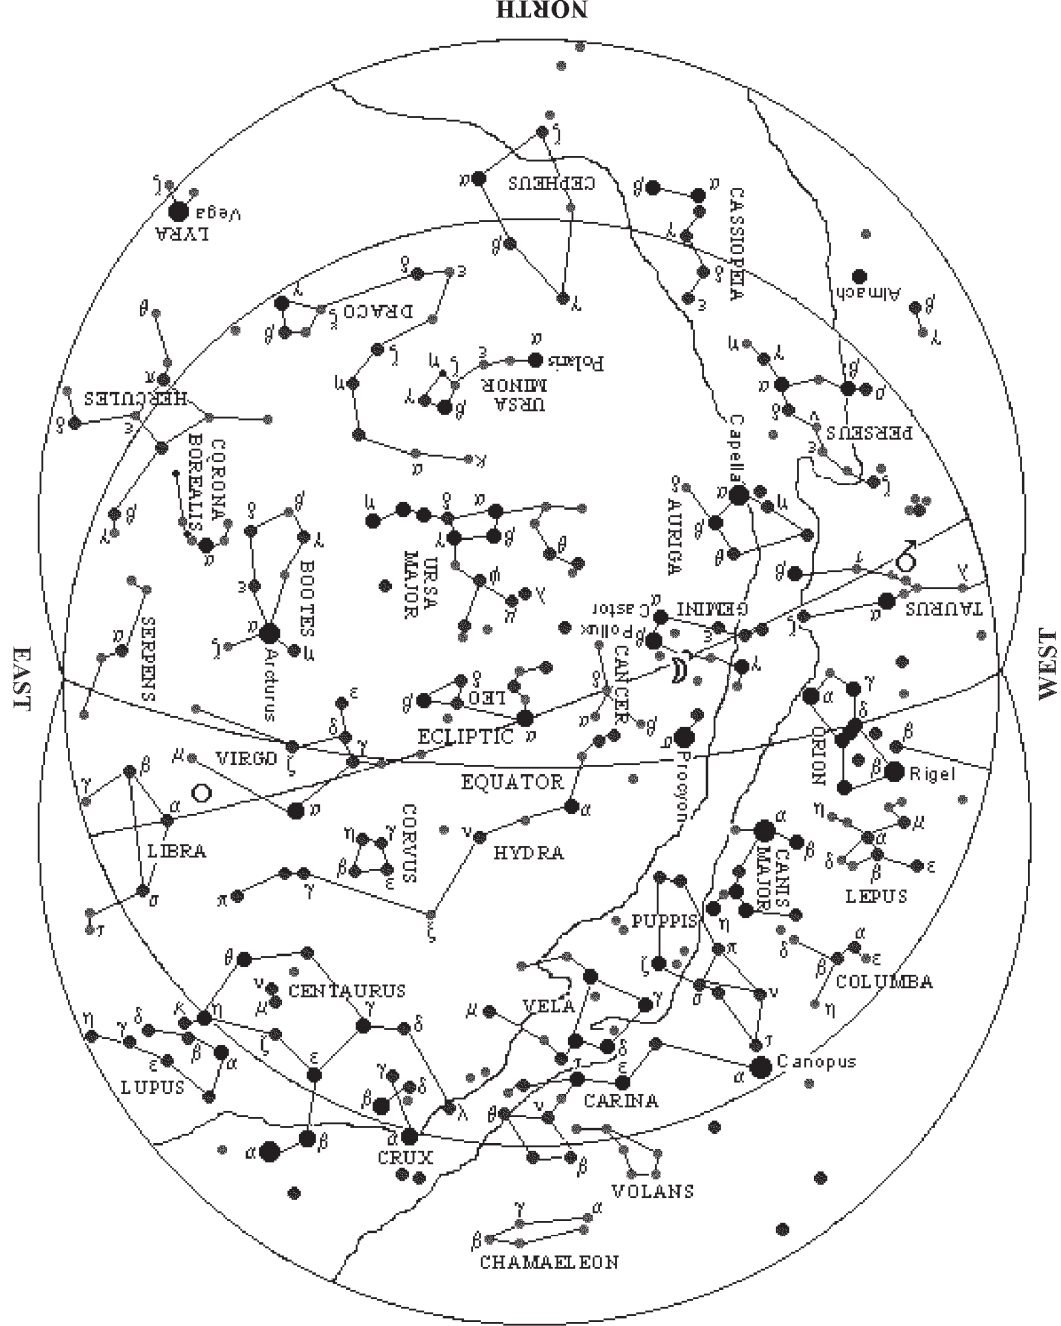 NORTH
EAST
WEST
ζ
α
CEPHEUS
β
γ
β
α
CASSIOPEIA
γ
δ
ε
ζ
Vega
LYRA
Almach
β
γ
δ
ε
γ
DRACO
β
ξ
ζ
η
α
κ
α
Polaris
ε
ζ
η
URSA
MINOR
γ
β
η
γ
α
β
ρ
δ
ν
PERSEUS
ε
ζ
θ
π
HERCULES
δ
ε
β
γ
CORONA
BOREALIS
α
δ
β
γ
BOOTES
ε
α
Arcturus
ζ
η
η
δ
α
γ
β
URSA
MAJOR
θ
ψ
λ
μ
Capella
α
δ
η
β
θ
AURIGA
β
τ
ζ
α
λ
TAURUS
♂
Castor
α
Pollux
β
GEMINI
ε
ζ
γ
SERPENS
α
β
δ
LEO
α
ECLIPTIC
CANCER
δ
α
β
EQUATOR
ε
δ
γ
VIRGO
ζ
μ
α
α
Procyon
α
γ
δ
β
ORION
β
Rigel
γ
β
α
LIBRA
σ
τ
CORVUS
η
γ
β
ε
HYDRA
α
ν
ξ
γ
π
α
β
CANIS
MAJOR
η
η
μ
α
δ
β
ε
LEPUS
PUPPIS
ζ
π
σ
ν
τ
δ
α
β
ε
COLUMBA
η
θ
CENTAURUS
ν
μ
γ
δ
κ
η
ζ
ε
λ
α
β
η
γ
δ
β
α
ε
LUPUS
VELA
μ
γ
δ
Canopus
α
ε
ι
CARINA
θ
ν
β
γ
δ
β
α
CRUX
VOLANS
γ
α
β
CHAMAELEON